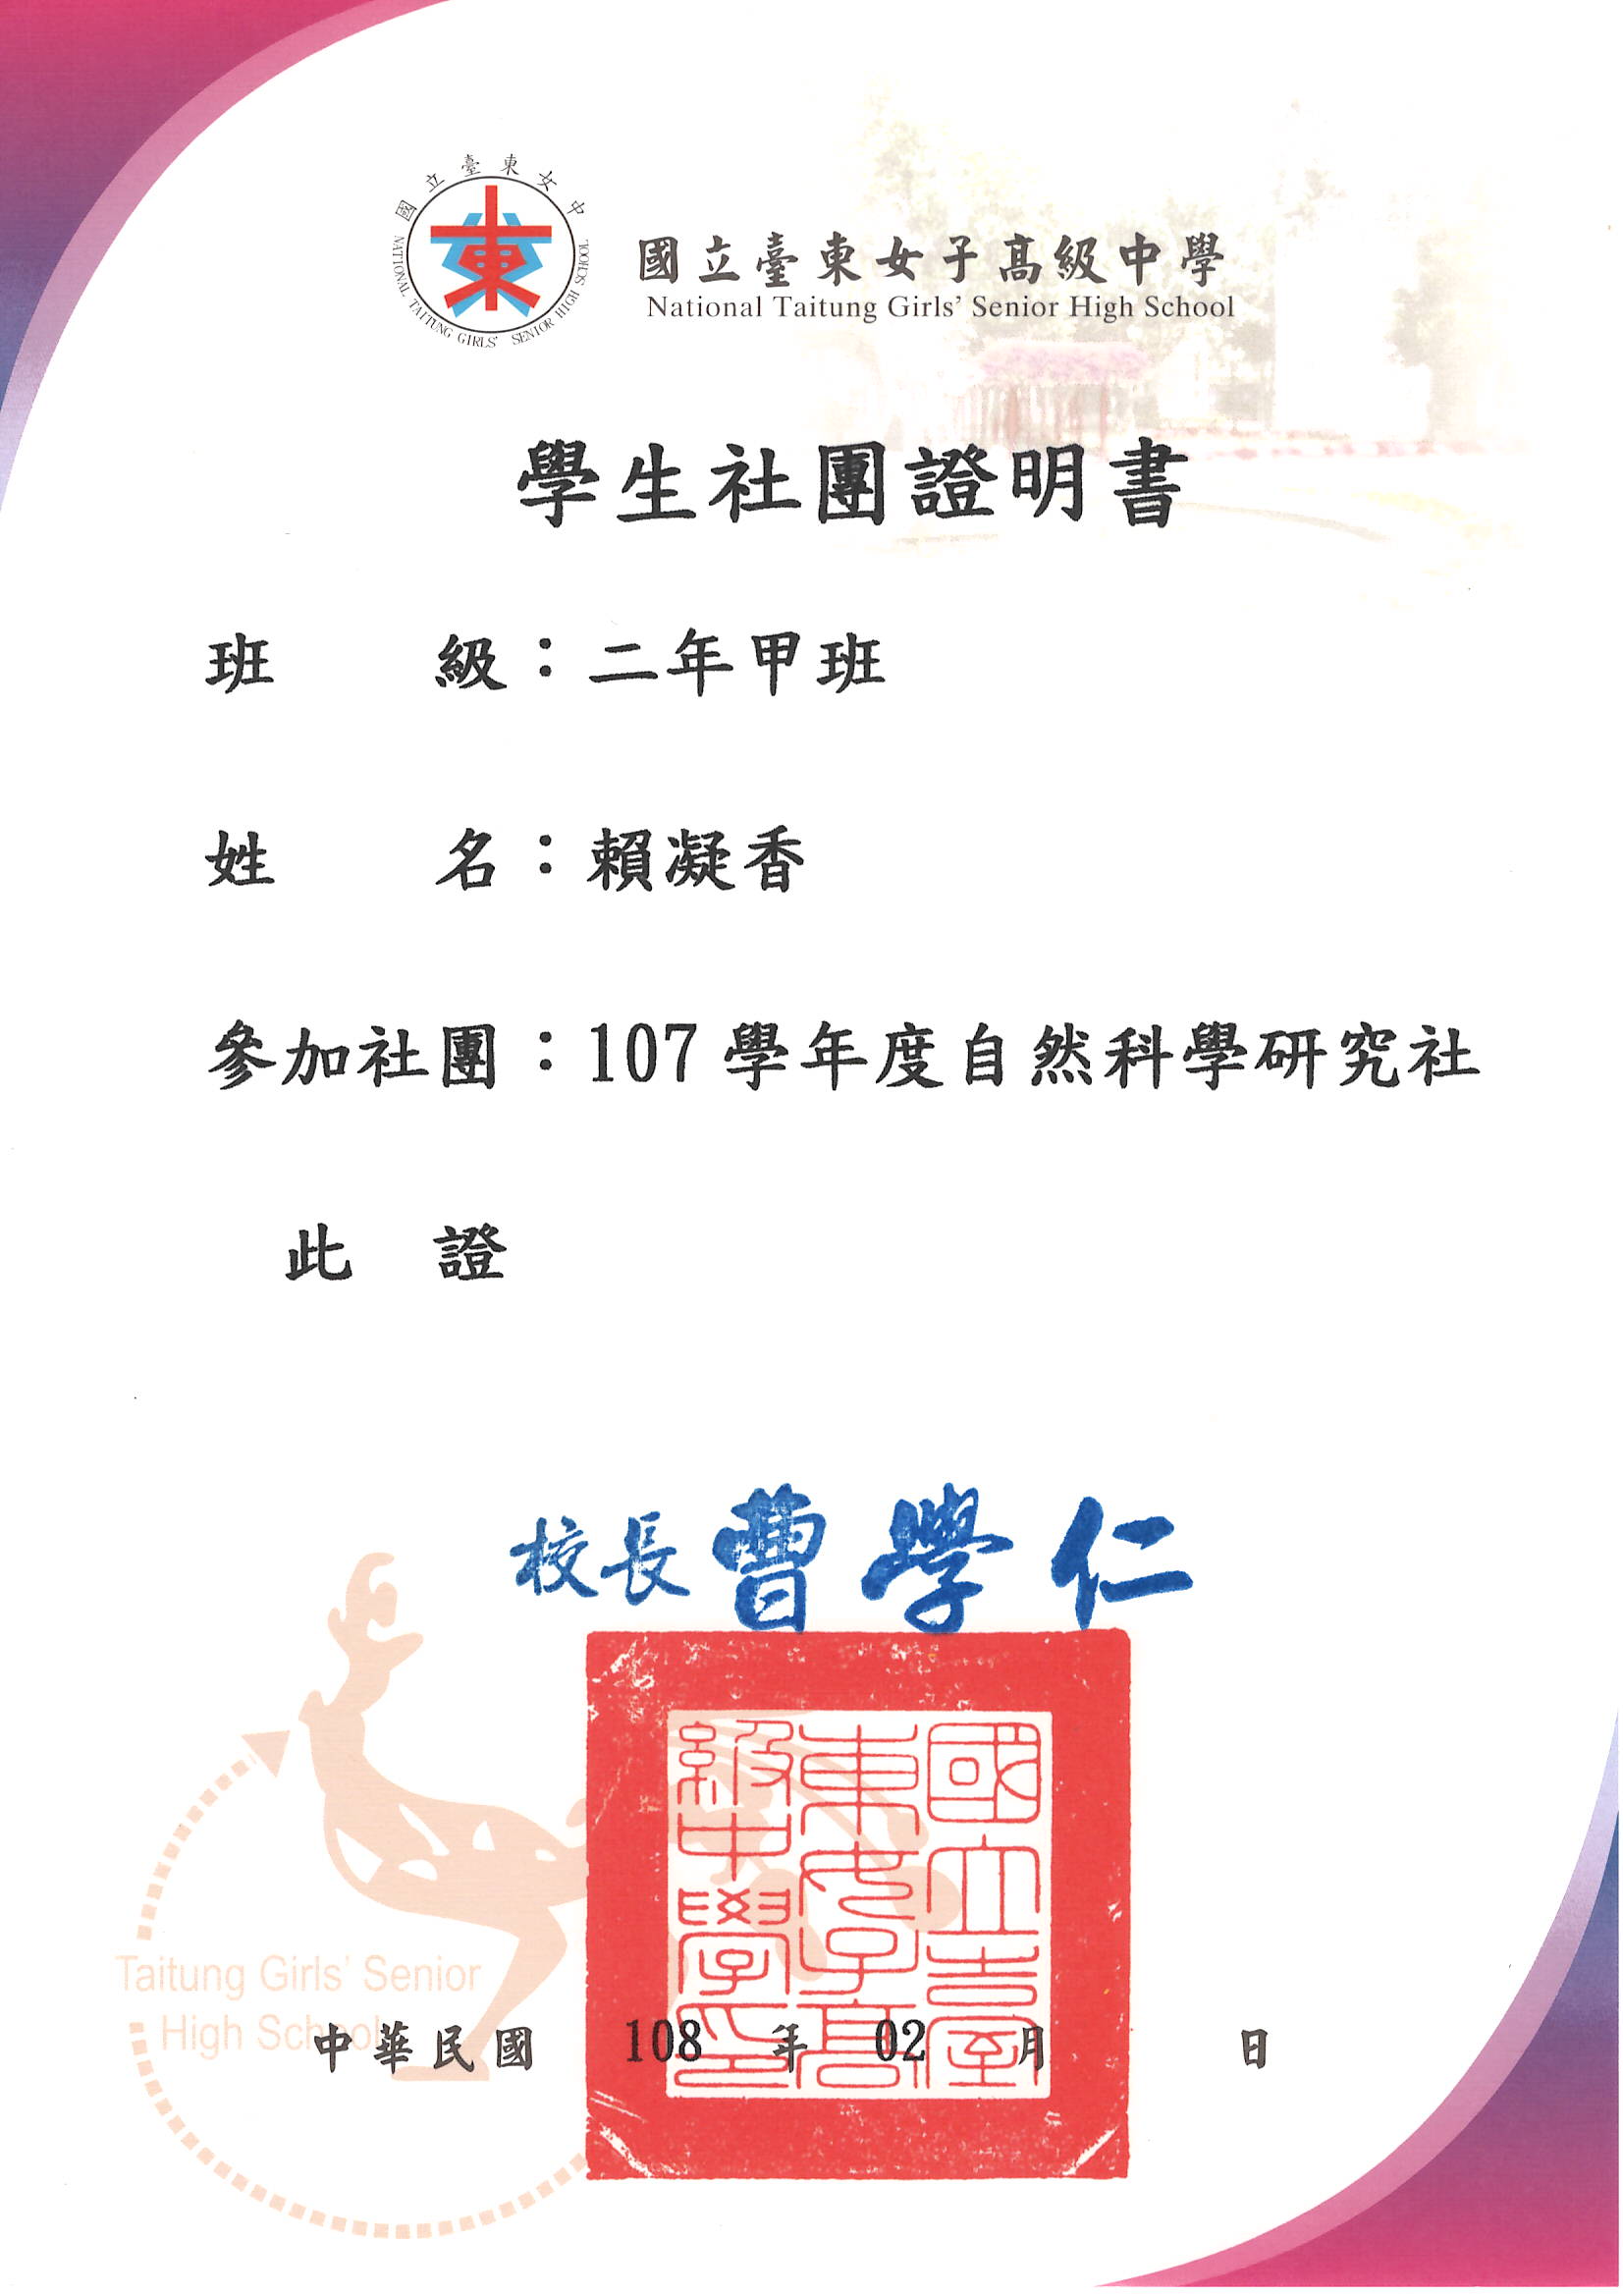 國立臺東女中
NATIONAL TAITUNG GIRLS' SENIOR HIGH SCHOOL
國立臺東女子高級中學
National Taitung Girls' Senior High School
學生社團證明書
班 級：二年甲班
姓 名：賴凝香
參加社團：107 學年度自然科學研究社
此 證
校長曹學仁
國立臺
東女子高
級中學印
Taitung Girls' Senior
High School
中華民國 108 年 02 月 日